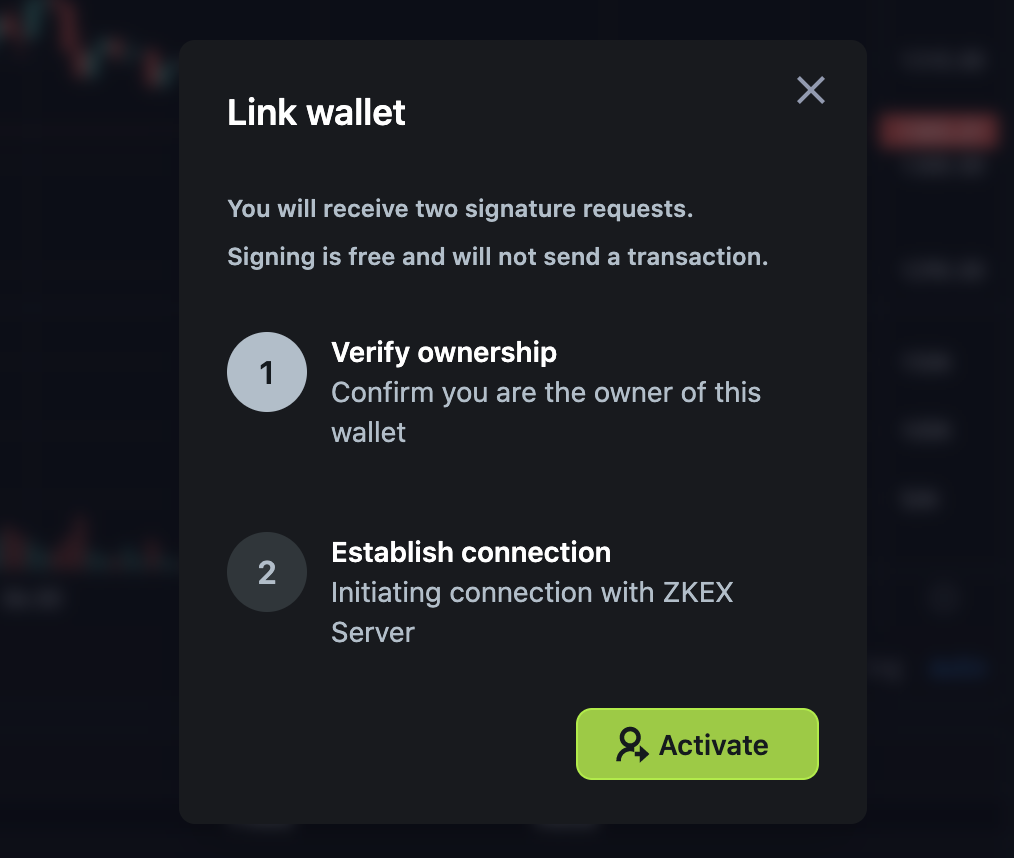 Link wallet
You will receive two signature requests.
Signing is free and will not send a transaction.
1
Verify ownership
Confirm you are the owner of this
wallet
2
Establish connection
Initiating connection with ZKEX
Server
Activate